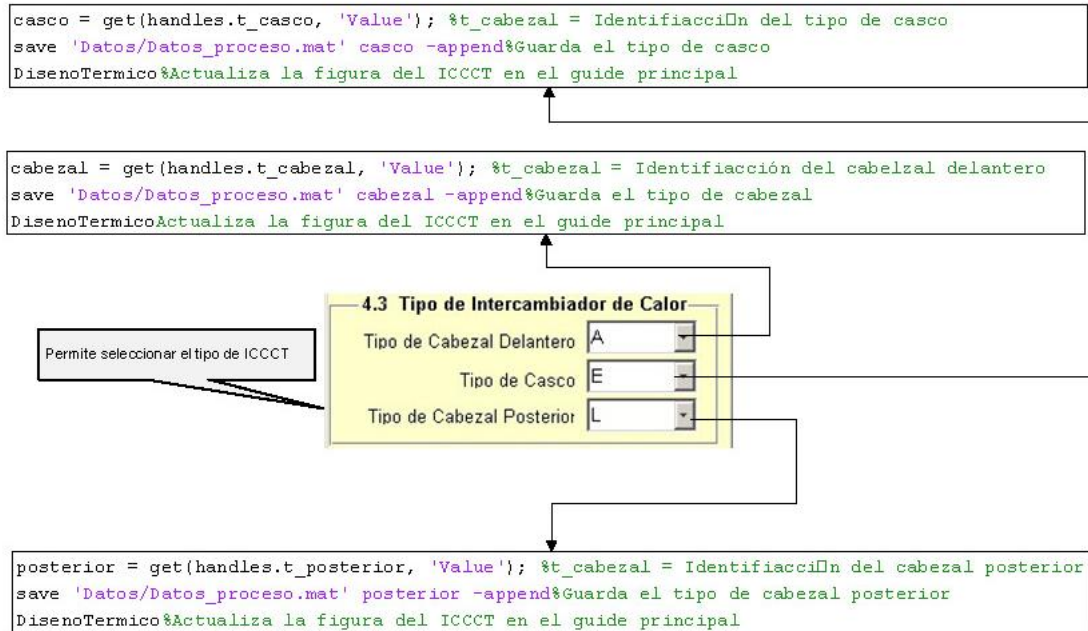 casco = get(handles.t_casco, 'Value'); %t_cabezal = Identifiacci□n del tipo de casco
save 'Datos/Datos_proceso.mat' casco -append%Guarda el tipo de casco
DisenoTermico%Actualiza la figura del ICCCT en el guide principal
cabezal = get(handles.t_cabezal, 'Value'); %t_cabezal = Identifiacción del cabelzal delantero
save 'Datos/Datos_proceso.mat' cabezal -append%Guarda el tipo de cabezal
DisenoTermicoActualiza la figura del ICCCT en el guide principal
4.3 Tipo de Intercambiador de Calor
Tipo de Cabezal Delantero A
Permite seleccionar el tipo de ICCCT
Tipo de Casco E
Tipo de Cabezal Posterior L
posterior = get(handles.t_posterior, 'Value'); %t_cabezal = Identifiacci□n del cabezal posterior
save 'Datos/Datos_proceso.mat' posterior -append%Guarda el tipo de cabezal posterior
DisenoTermico%Actualiza la figura del ICCCT en el guide principal